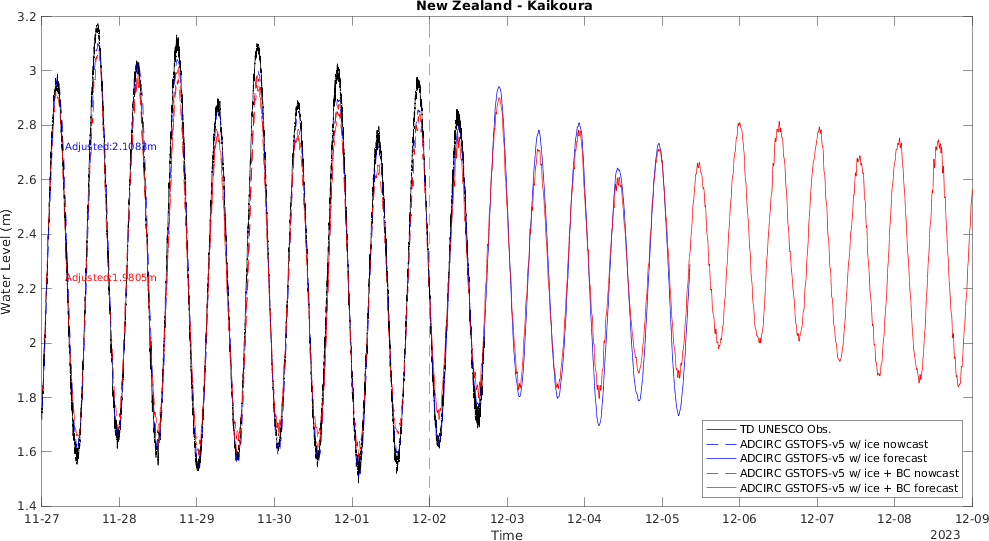 New Zealand - Kaikoura
3.2
3
2.8
2.6
2.4
2.2
2
1.8
1.6
1.4
Water Level (m)
Adjusted:2.1083m
Adjusted:1.9805m
TD UNESCO Obs.
ADCIRC GSTOFS-v5 w/ ice nowcast
ADCIRC GSTOFS-v5 w/ ice forecast
ADCIRC GSTOFS-v5 w/ ice + BC nowcast
ADCIRC GSTOFS-v5 w/ ice + BC forecast
11-27 11-28 11-29 11-30 12-01 12-02 12-03 12-04 12-05 12-06 12-07 12-08 12-09
Time
2023